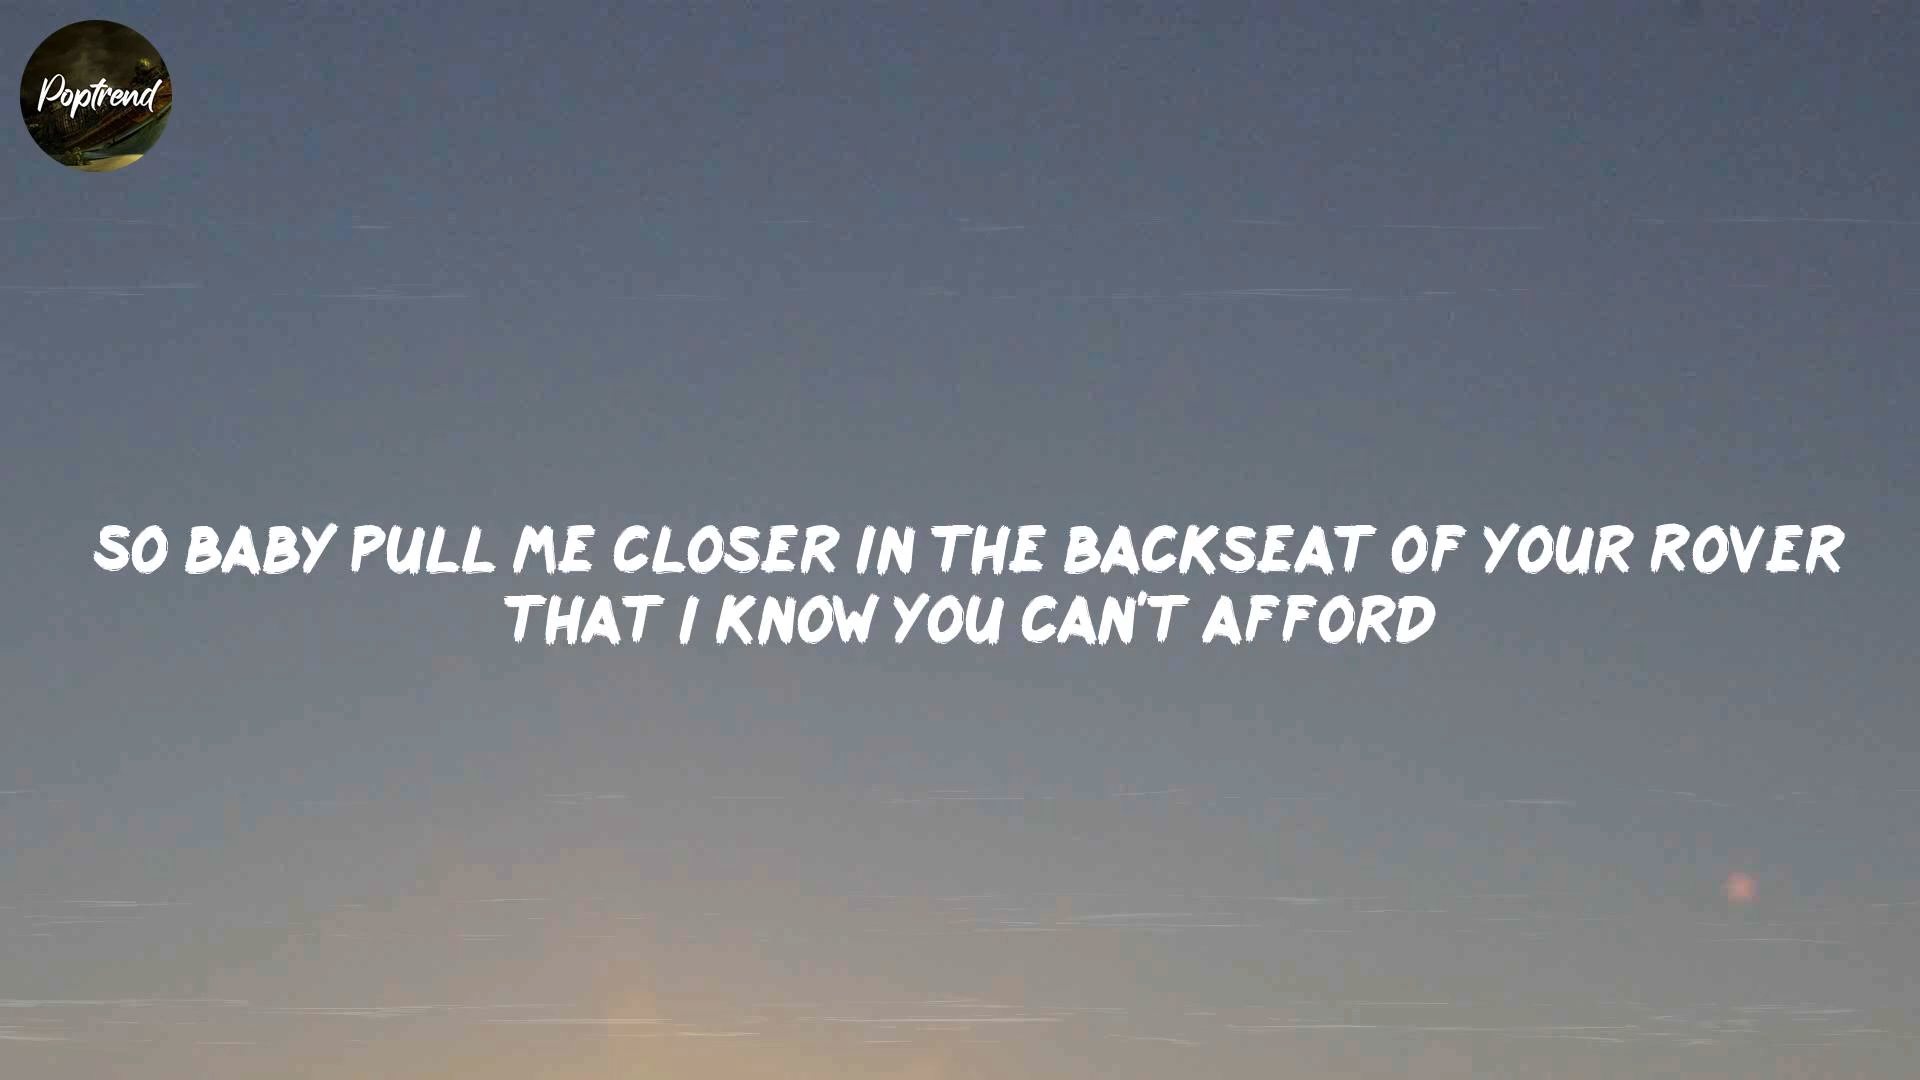 Poptrend
SO BABY PULL ME CLOSER IN THE BACKSEAT OF YOUR ROVER
THAT I KNOW YOU CAN'T AFFORD